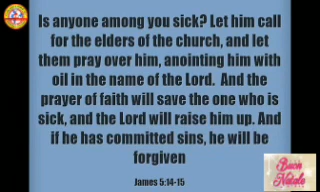 Is anyone among you sick? Let him call
for the elders of the church, and let
them pray over him, anointing him with
oil in the name of the Lord.  And the
prayer of faith will save the one who is
sick, and the Lord will raise him up. And
if he has committed sins, he will be
forgiven
James 5:14-15
Buon
Natale